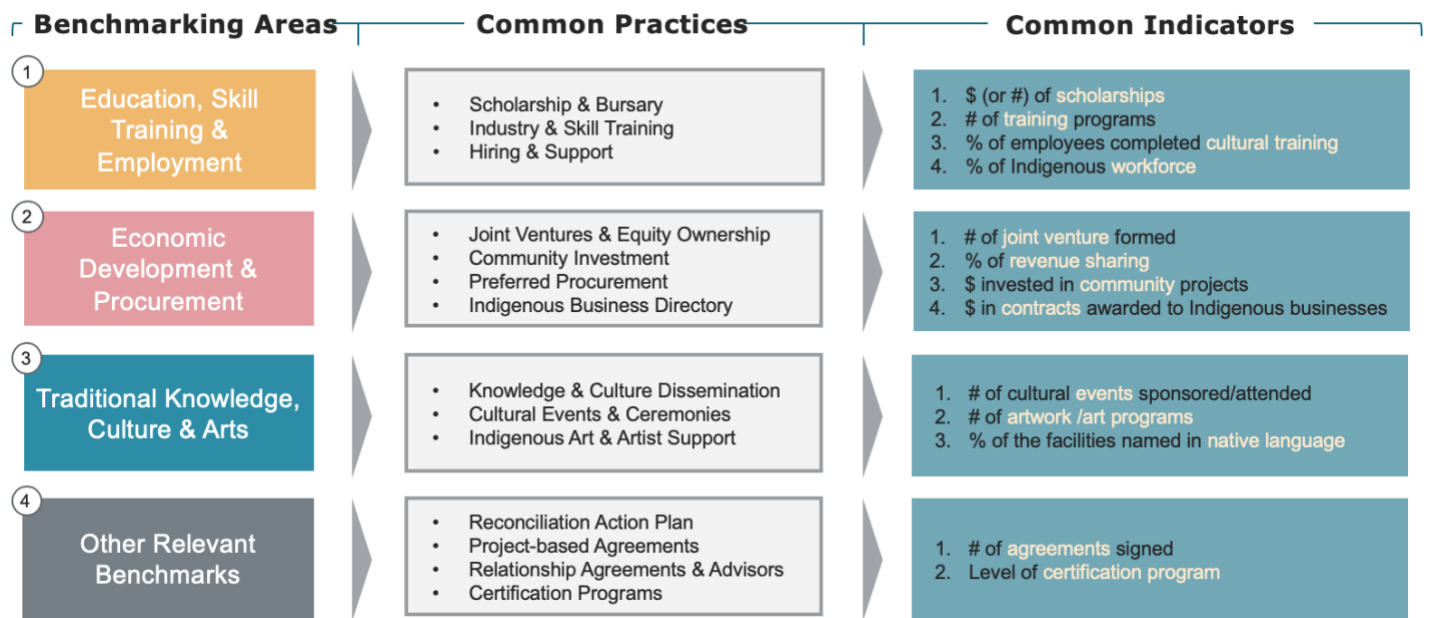 Benchmarking Areas
Common Practices
Common Indicators
1
Education, Skill
Training &
Employment
• Scholarship & Bursary
• Industry & Skill Training
• Hiring & Support
1. $ (or #) of scholarships
2. # of training programs
3. % of employees completed cultural training
4. % of Indigenous workforce
2
Economic
Development &
Procurement
• Joint Ventures & Equity Ownership
• Community Investment
• Preferred Procurement
• Indigenous Business Directory
1. # of joint venture formed
2. % of revenue sharing
3. $ invested in community projects
4. $ in contracts awarded to Indigenous businesses
3
Traditional Knowledge,
Culture & Arts
• Knowledge & Culture Dissemination
• Cultural Events & Ceremonies
• Indigenous Art & Artist Support
1. # of cultural events sponsored/attended
2. # of artwork /art programs
3. % of the facilities named in native language
4
Other Relevant
Benchmarks
• Reconciliation Action Plan
• Project-based Agreements
• Relationship Agreements & Advisors
• Certification Programs
1. # of agreements signed
2. Level of certification program